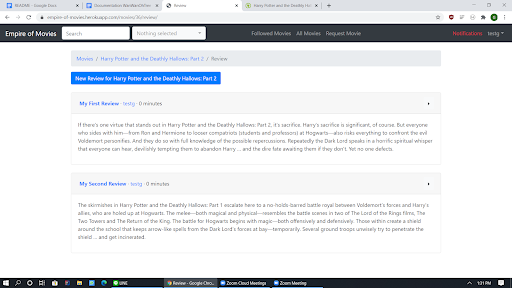 README - Google Docs
Documentation WanWanOfTem
Review
Harry Potter and the Deathly Ha
empire-of-movies.herokuapp.com/movies/30/review/
Empire of Movies
Search
Nothing selected
Followed Movies
All Movies
Request Movie
Notifications
testg
Movies / Harry Potter and the Deathly Hallows: Part 2 / Review
New Review for Harry Potter and the Deathly Hallows: Part 2
My First Review - testg - 0 minutes
If there's one virtue that stands out in Harry Potter and the Deathly Hallows: Part 2, it's sacrifice. Harry's sacrifice is significant, of course. But everyone
who sides with him—from Ron and Hermione to looser compatriots (students and professors) at Hogwarts—also risks everything to confront the evil
Voldemort personifies. And they do so with full knowledge of the possible repercussions. Repeatedly the Dark Lord speaks in a horrific spiritual whisper
that everyone can hear, devilishly tempting them to abandon Harry ... and the dire fate awaiting them if they don't. Yet no one defects.
My Second Review - testg - 0 minutes
The skirmishes in Harry Potter and the Deathly Hallows: Part 1 escalate here to a no-holds-barred battle royal between Voldemort's forces and Harry's
allies, who are holed up at Hogwarts. The melee—both magical and physical—resembles the battle scenes in two of The Lord of the Rings films, The
Two Towers and The Return of the King. The battle for Hogwarts begins with magic—both offensively and defensively. Those within create a shield
around the school that keeps arrow-like spells from the Dark Lord's forces at bay—temporarily. Several ground troops unwisely try to penetrate the
shield ... and get incinerated.
LINE
Review - Google Chro...
Zoom Cloud Meetings
Zoom Meeting
1:01 PM